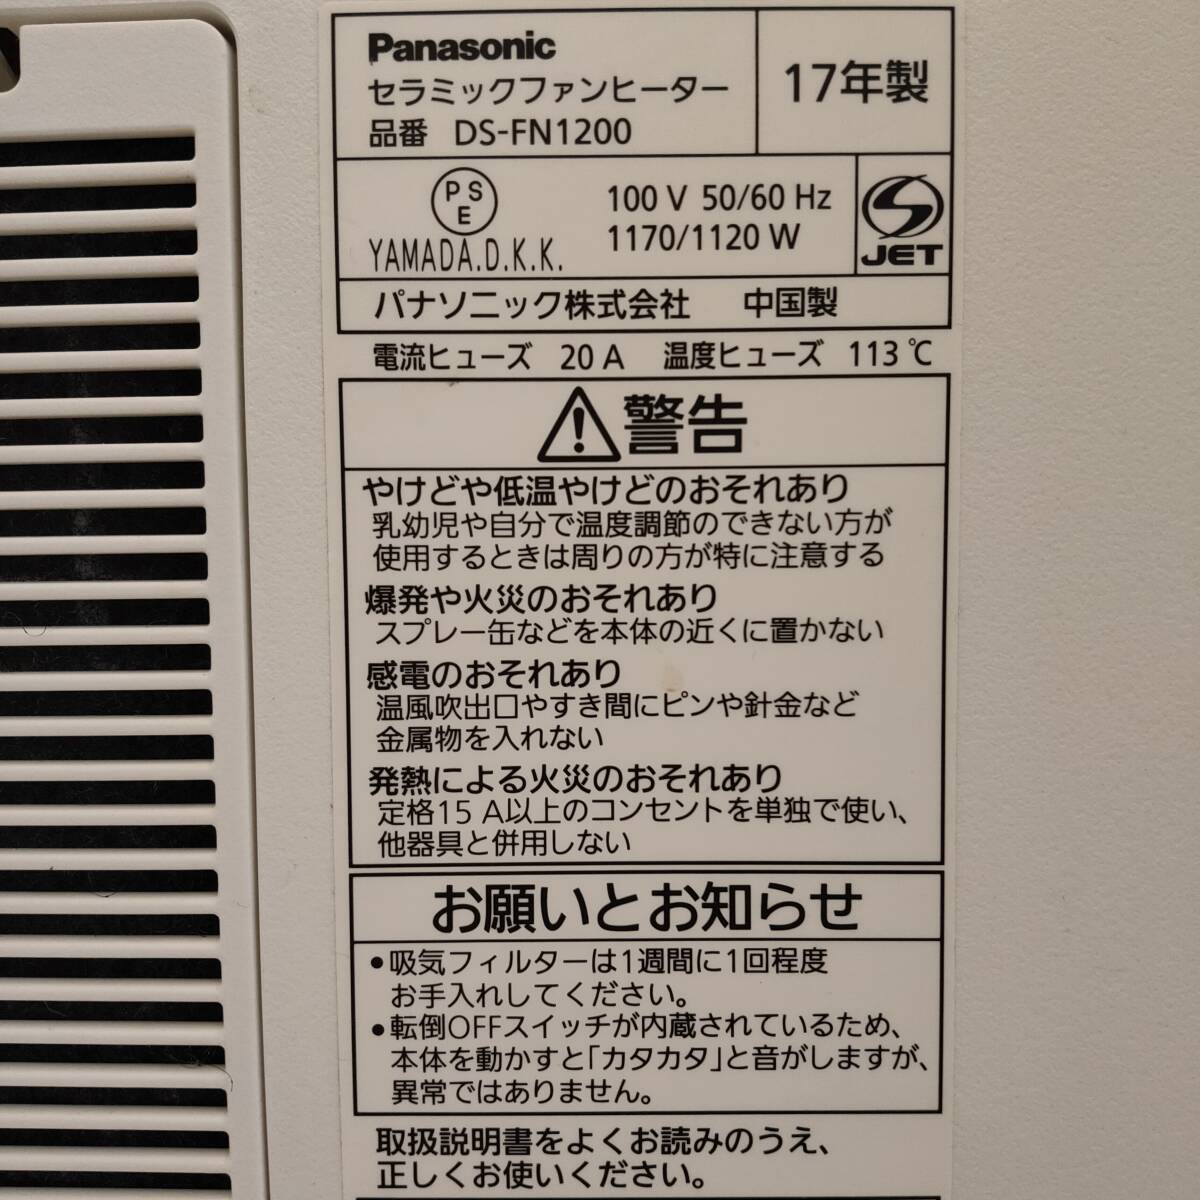 Panasonic
セラミックファンヒーター
品番 DS-FN1200
17年製
PSE
YAMADA.D.K.K.
100 V 50/60 Hz
1170/1120 W
JET
パナソニック株式会社 中国製
電流ヒューズ 20 A 温度ヒューズ 113℃
警告
やけどや低温やけどのおそれあり
乳幼児や自分で温度調節のできない方が
使用するときは周りの方が特に注意する
爆発や火災のおそれあり
スプレー缶などを本体の近くに置かない
感電のおそれあり
温風吹出口やすき間にピンや針金など
金属物を入れない
発熱による火災のおそれあり
定格15 A以上のコンセントを単独で使い、
他器具と併用しない
お願いとお知らせ
•吸気フィルターは1週間に1回程度
お手入れしてください。
•転倒OFFスイッチが内蔵されているため、
本体を動かすと「カタカタ」と音がしますが、
異常ではありません。
取扱説明書をよくお読みのうえ、
正しくお使いください。